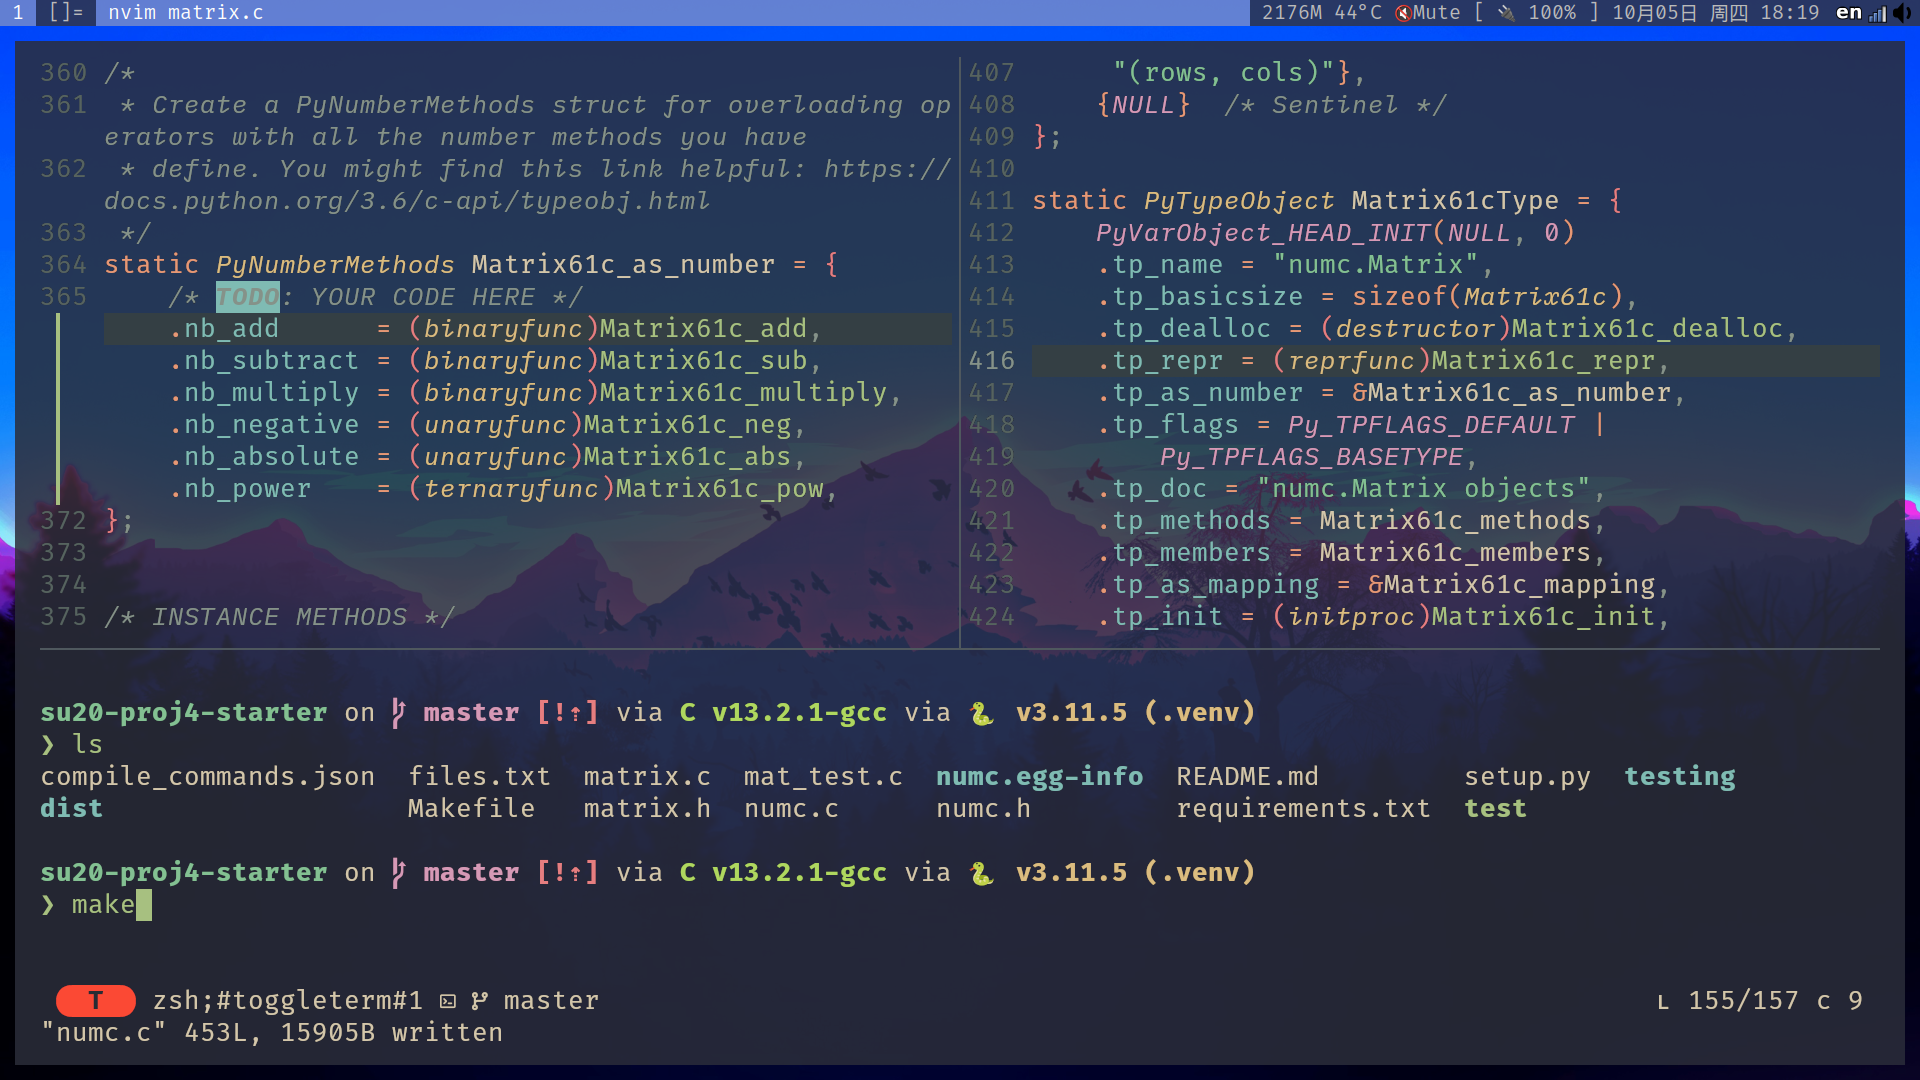 1 []= nvim matrix.c 2176M 44°C Mute [ 100% ] 10月05日 周四 18:19 en
360 /*
361 * Create a PyNumberMethods struct for overloading op
erators with all the number methods you have
362 * define. You might find this link helpful: https://
docs.python.org/3.6/c-api/typeobj.html
363 */
364 static PyNumberMethods Matrix61c_as_number = {
365 /* TODO: YOUR CODE HERE */
.nb_add = (binaryfunc)Matrix61c_add,
.nb_subtract = (binaryfunc)Matrix61c_sub,
.nb_multiply = (binaryfunc)Matrix61c_multiply,
.nb_negative = (unaryfunc)Matrix61c_neg,
.nb_absolute = (unaryfunc)Matrix61c_abs,
.nb_power = (ternaryfunc)Matrix61c_pow,
372 };
373
374
375 /* INSTANCE METHODS */
407 "(rows, cols)"},
408 {NULL} /* Sentinel */
409 };
410
411 static PyTypeObject Matrix61cType = {
412 PyVarObject_HEAD_INIT(NULL, 0)
413 .tp_name = "numc.Matrix",
414 .tp_basicsize = sizeof(Matrix61c),
415 .tp_dealloc = (destructor)Matrix61c_dealloc,
416 .tp_repr = (reprfunc)Matrix61c_repr,
417 .tp_as_number = &Matrix61c_as_number,
418 .tp_flags = Py_TPFLAGS_DEFAULT |
419 Py_TPFLAGS_BASETYPE,
420 .tp_doc = "numc.Matrix objects",
421 .tp_methods = Matrix61c_methods,
422 .tp_members = Matrix61c_members,
423 .tp_as_mapping = &Matrix61c_mapping,
424 .tp_init = (initproc)Matrix61c_init,
su20-proj4-starter on master [!⇡] via C v13.2.1-gcc via 🐍 v3.11.5 (.venv)
❯ ls
compile_commands.json files.txt matrix.c mat_test.c numc.egg-info README.md setup.py testing
dist Makefile matrix.h numc.c numc.h requirements.txt test
su20-proj4-starter on master [!⇡] via C v13.2.1-gcc via 🐍 v3.11.5 (.venv)
❯ make
T zsh;#toggleterm#1 master L 155/157 c 9
"numc.c" 453L, 15905B written